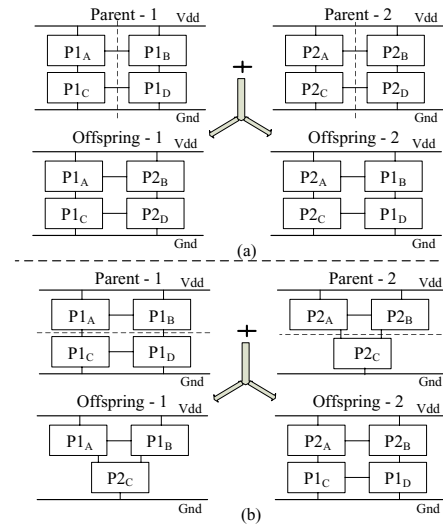 Parent - 1 Vdd Parent - 2 Vdd
P1A P1B + P2A P2B
P1C P1D P2C P2D
Gnd Gnd
Offspring - 1 Offspring - 2
P1A P2B P2A P1B
P1C P2D P2C P1D
Gnd Gnd
(a)
Parent - 1 Vdd Parent - 2 Vdd
P1A P1B + P2A P2B
P1C P1D P2C
Gnd Gnd
Offspring - 1 Vdd Offspring - 2 Vdd
P1A P1B P2A P2B
P2C P1C P1D
Gnd Gnd
(b)